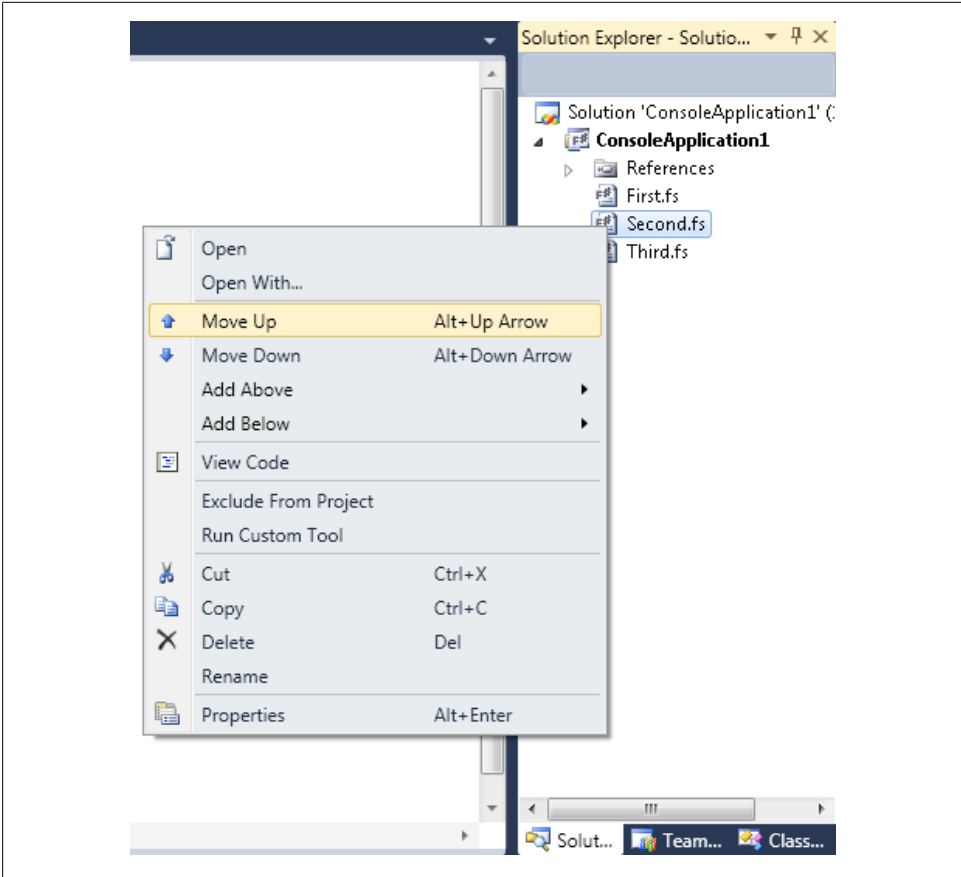 Solution Explorer - Solutio...
Solution 'ConsoleApplication1' (
ConsoleApplication1
References
First.fs
Second.fs
Third.fs
Open
Open With...
Move Up Alt+Up Arrow
Move Down Alt+Down Arrow
Add Above
Add Below
View Code
Exclude From Project
Run Custom Tool
Cut Ctrl+X
Copy Ctrl+C
Delete Del
Rename
Properties Alt+Enter
Solut... Team... Class...